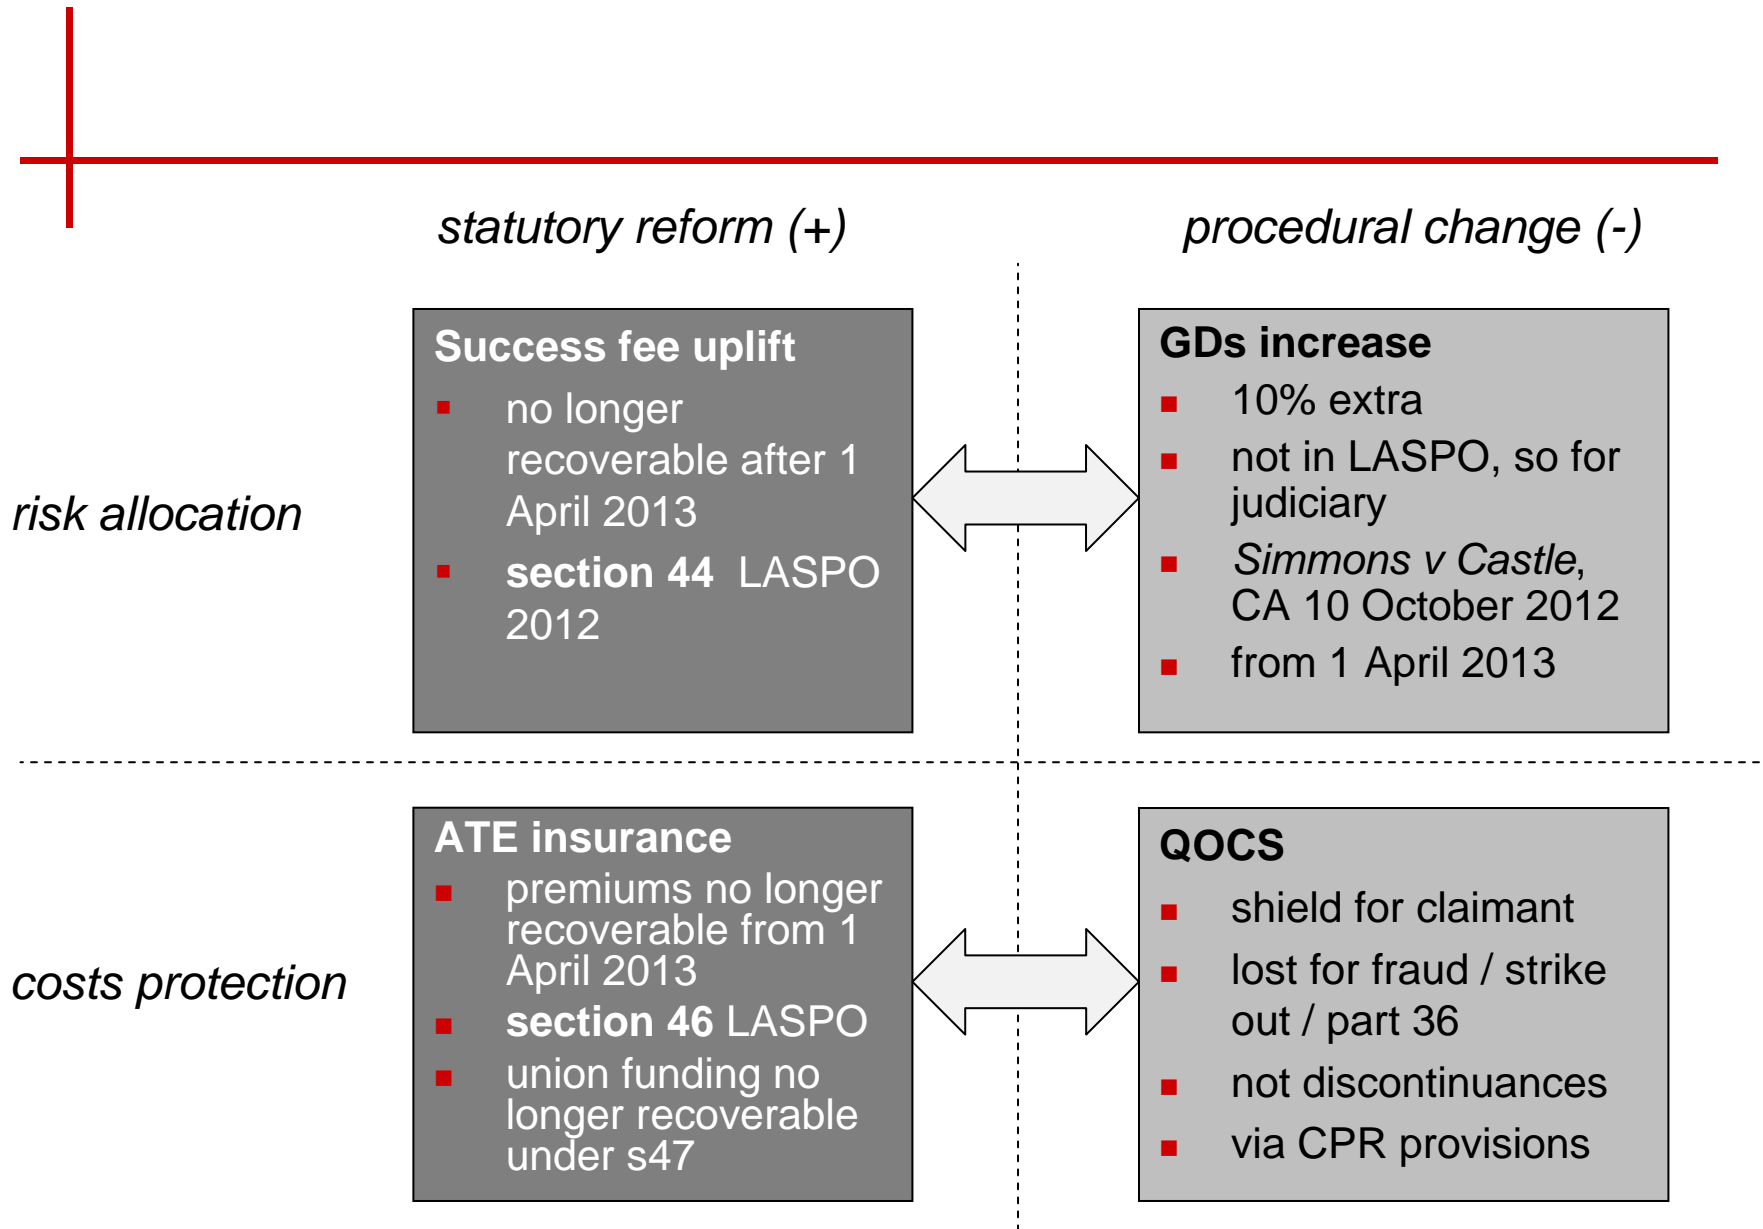 statutory reform (+)
procedural change (-)
risk allocation
Success fee uplift
▪ no longer
recoverable after 1
April 2013
▪ section 44 LASPO
2012
GDs increase
▪ 10% extra
▪ not in LASPO, so for
judiciary
▪ Simmons v Castle,
CA 10 October 2012
▪ from 1 April 2013
costs protection
ATE insurance
▪ premiums no longer
recoverable from 1
April 2013
▪ section 46 LASPO
▪ union funding no
longer recoverable
under s47
QOCS
▪ shield for claimant
▪ lost for fraud / strike
out / part 36
▪ not discontinuances
▪ via CPR provisions